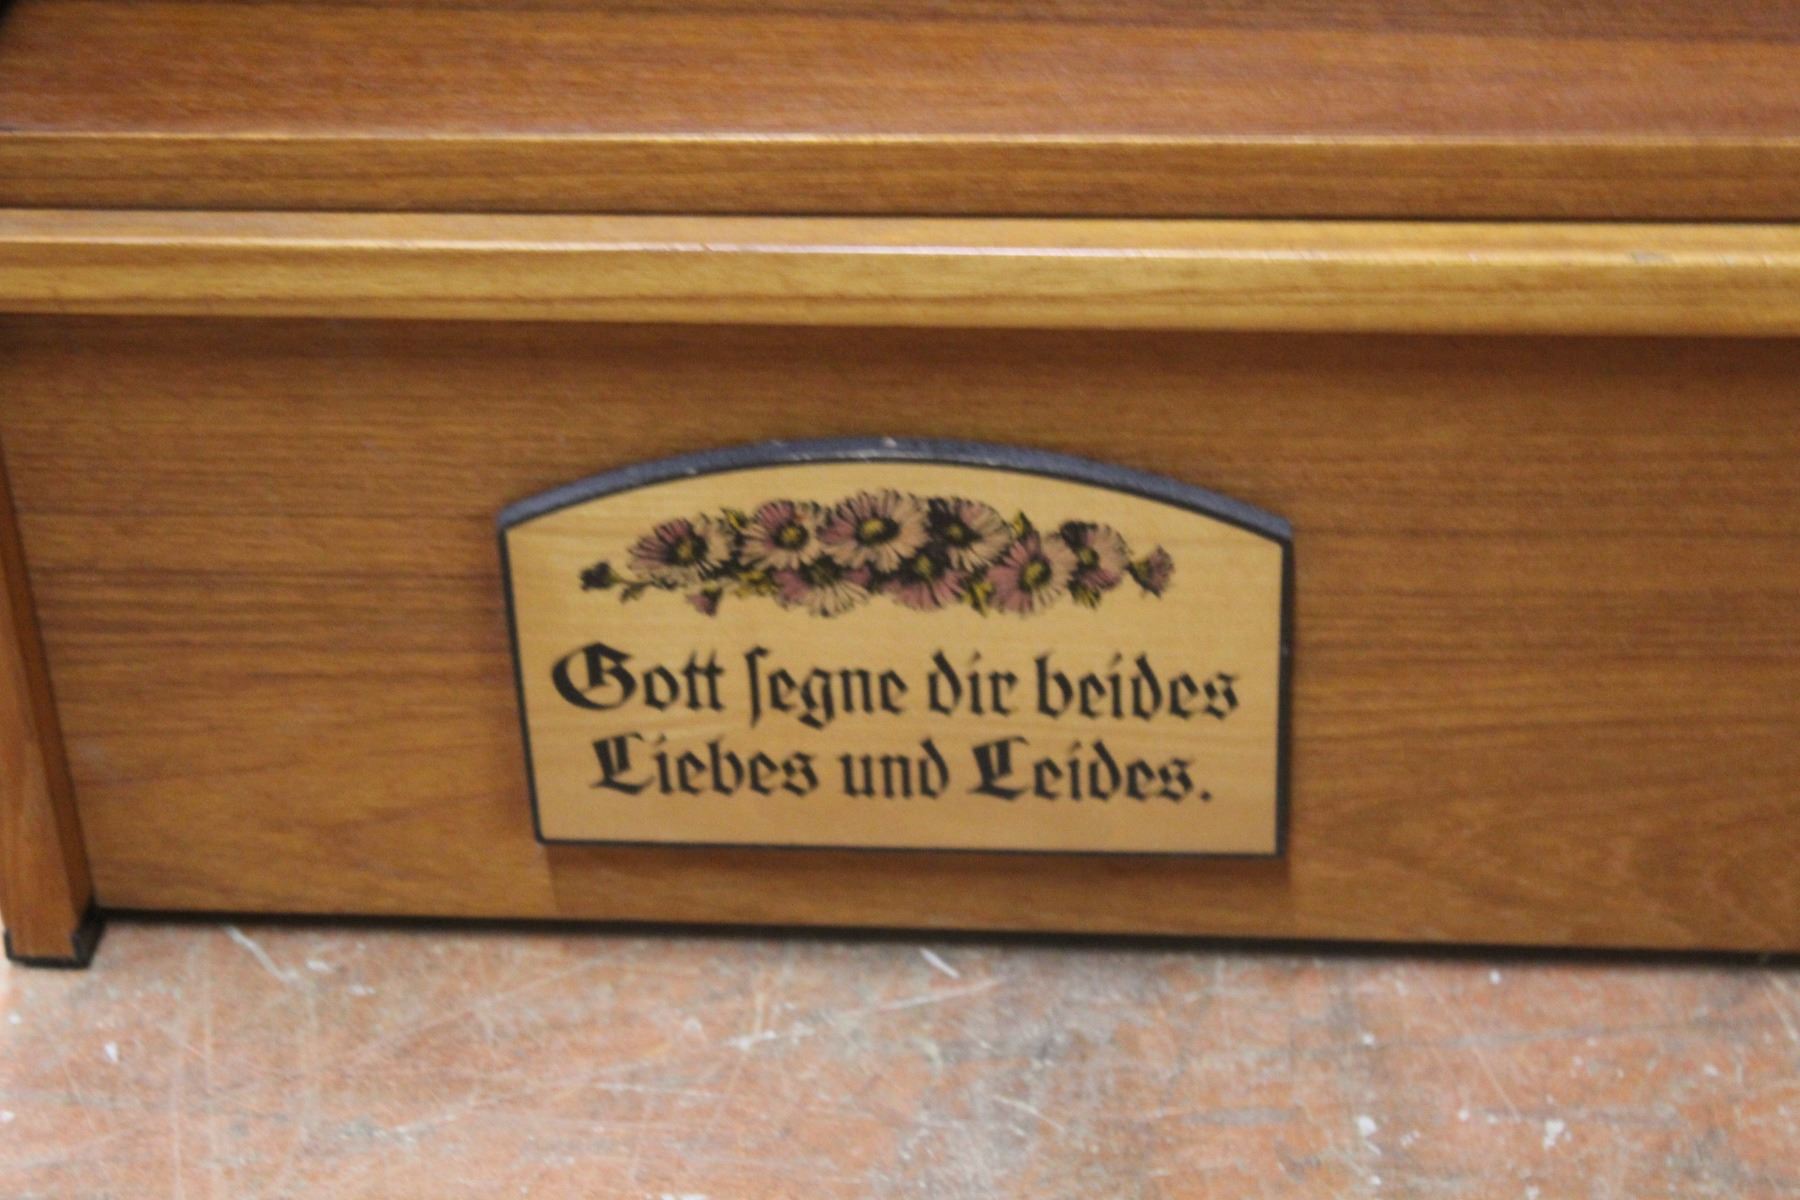 Gott ſegne dir beides
Liebes und Leides.